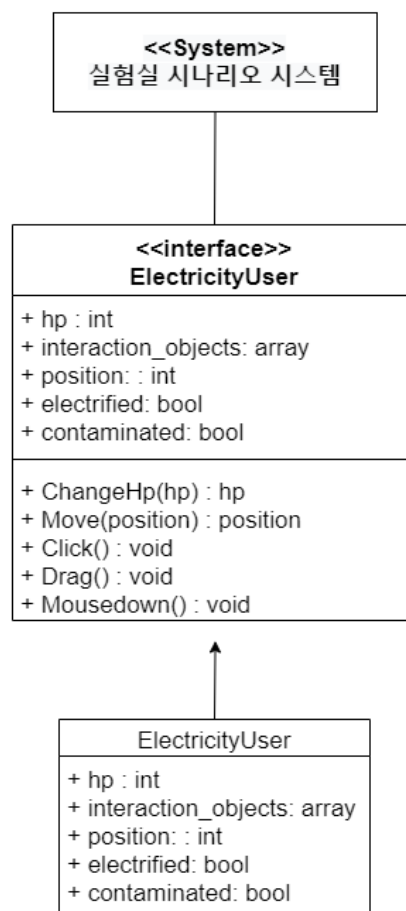 <<System>>
실험실 시나리오 시스템
<<interface>>
ElectricityUser
+ hp : int
+ interaction_objects: array
+ position: : int
+ electrified: bool
+ contaminated: bool
+ ChangeHp(hp) : hp
+ Move(position) : position
+ Click() : void
+ Drag() : void
+ Mousedown() : void
ElectricityUser
+ hp : int
+ interaction_objects: array
+ position: : int
+ electrified: bool
+ contaminated: bool